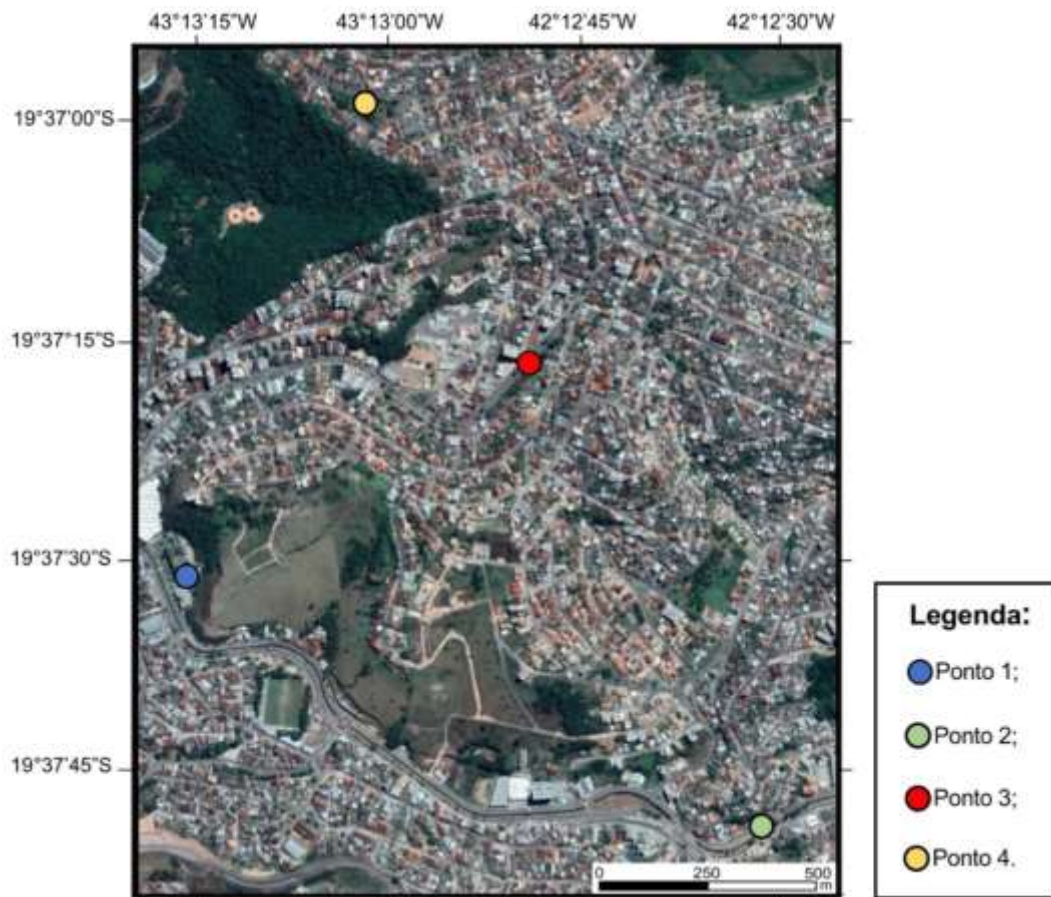 43°13'15"W 43°13'00"W 42°12'45"W 42°12'30"W
19°37'00"S
19°37'15"S
19°37'30"S
19°37'45"S
Legenda:
Ponto 1;
Ponto 2;
Ponto 3;
Ponto 4.
0 250 500
m